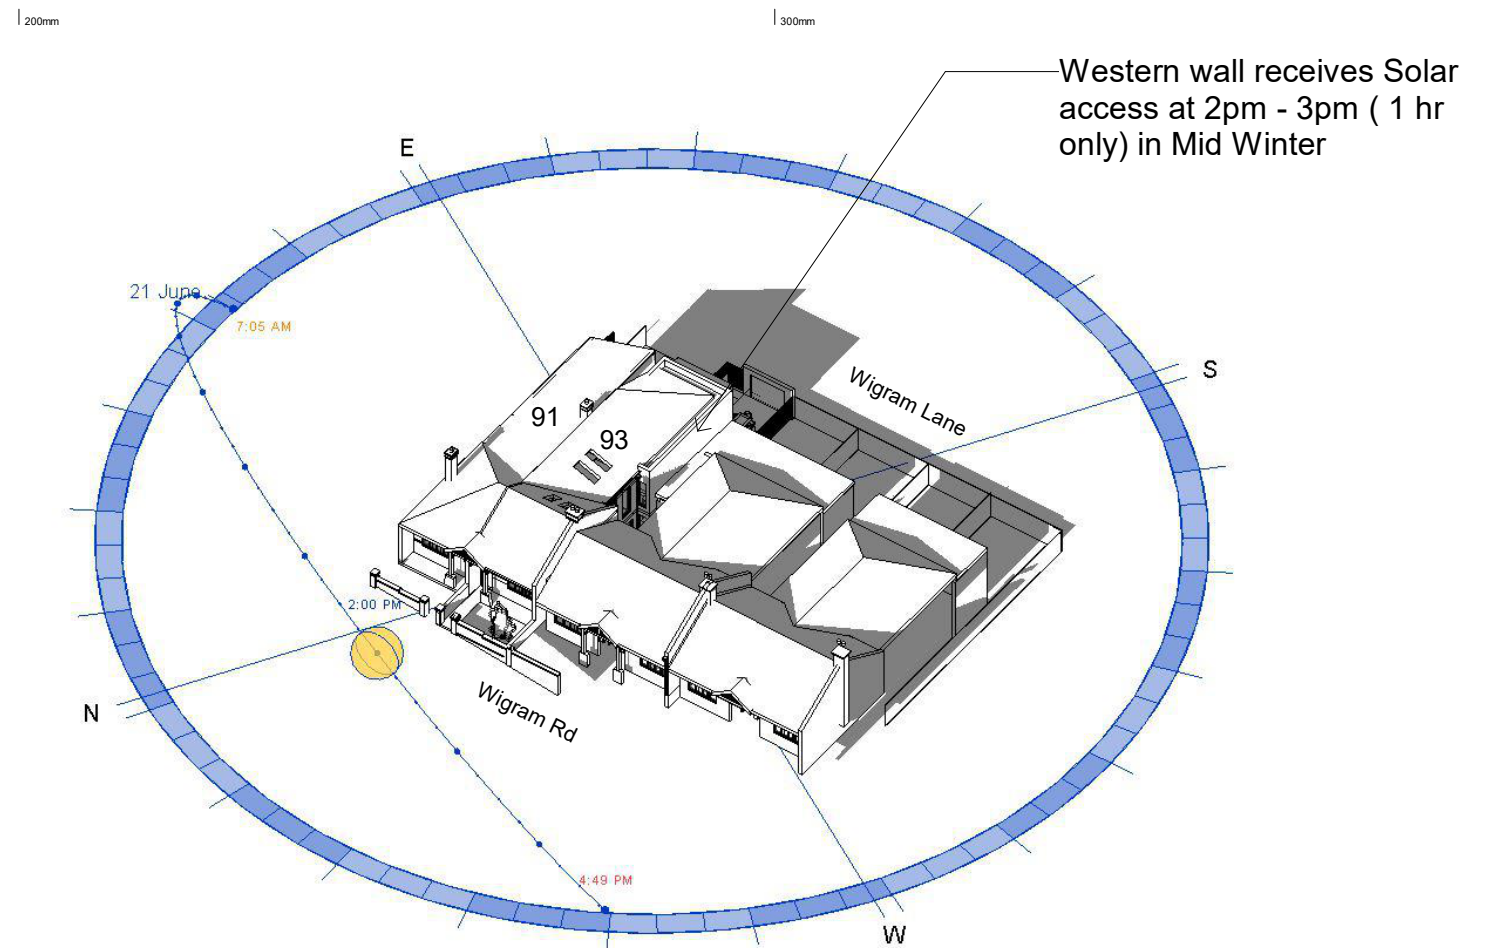 200mm
300mm
Western wall receives Solar
access at 2pm - 3pm ( 1 hr
only) in Mid Winter
E
21 June
7:05 AM
S
Wigram Lane
91
93
2:00 PM
N
Wigram Rd
4:49 PM
W